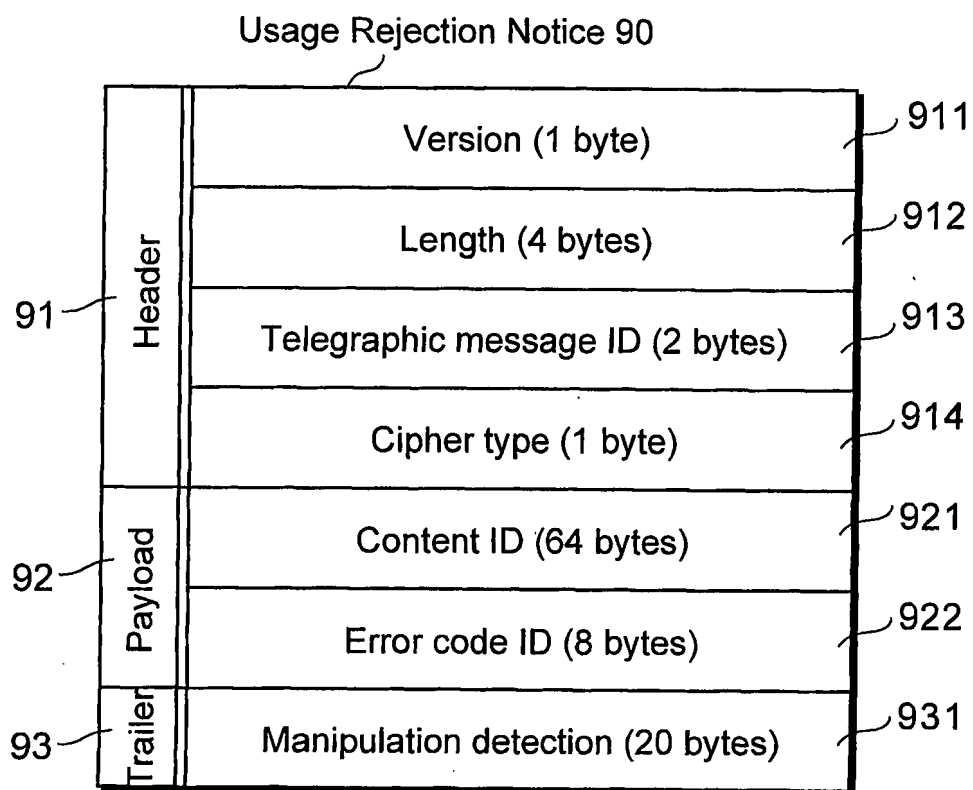 Usage Rejection Notice 90
Header
Version (1 byte)
911
Length (4 bytes)
912
91
Telegraphic message ID (2 bytes)
913
Cipher type (1 byte)
914
Payload
Content ID (64 bytes)
921
92
Error code ID (8 bytes)
922
Trailer
93
Manipulation detection (20 bytes)
931